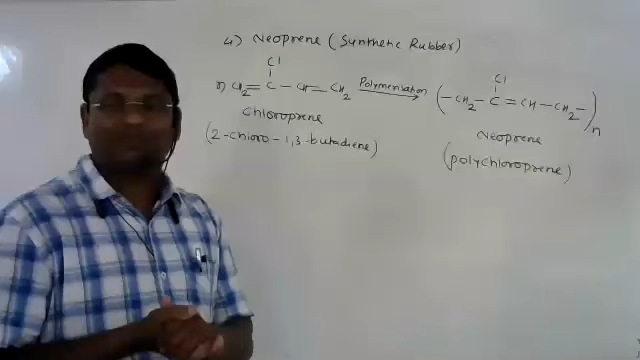 4) Neoprene (Synthetic Rubber)
Cl
n CH2=C-CH=CH2 Polymerisation
Chloroprene
(2-chloro-1,3-butadiene)
Cl
(-CH2-C=CH-CH2-)n
Neoprene
(polychloroprene)